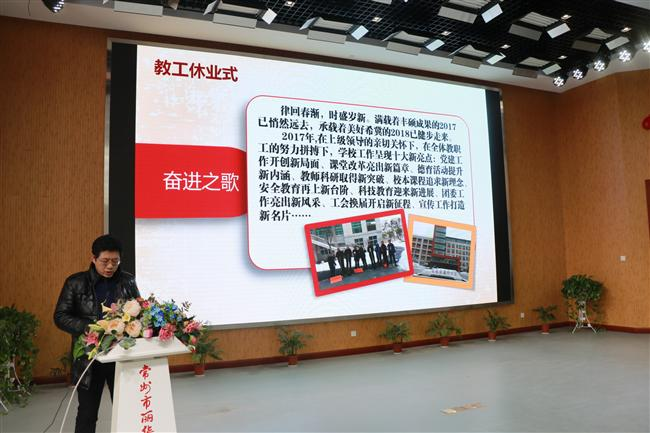 教工休业式
奋进之歌
律回春渐，时盛岁新。满载着丰硕成果的2017
已悄然远去，承载着美好希冀的2018已健步走来。
2017年，在上级领导的亲切关怀下，在全体教职
工的努力拼搏下，学校工作呈现十大新亮点：党建工
作开创新局面、课堂改革亮出新篇章、德育活动提升
新内涵、教师科研取得新突破、校本课程追求新理念、
安全教育再上新台阶、科技教育迎来新进展、团委工
作亮出新风采、工会换届开启新征程、宣传工作打造
新名片……
常州市丽华